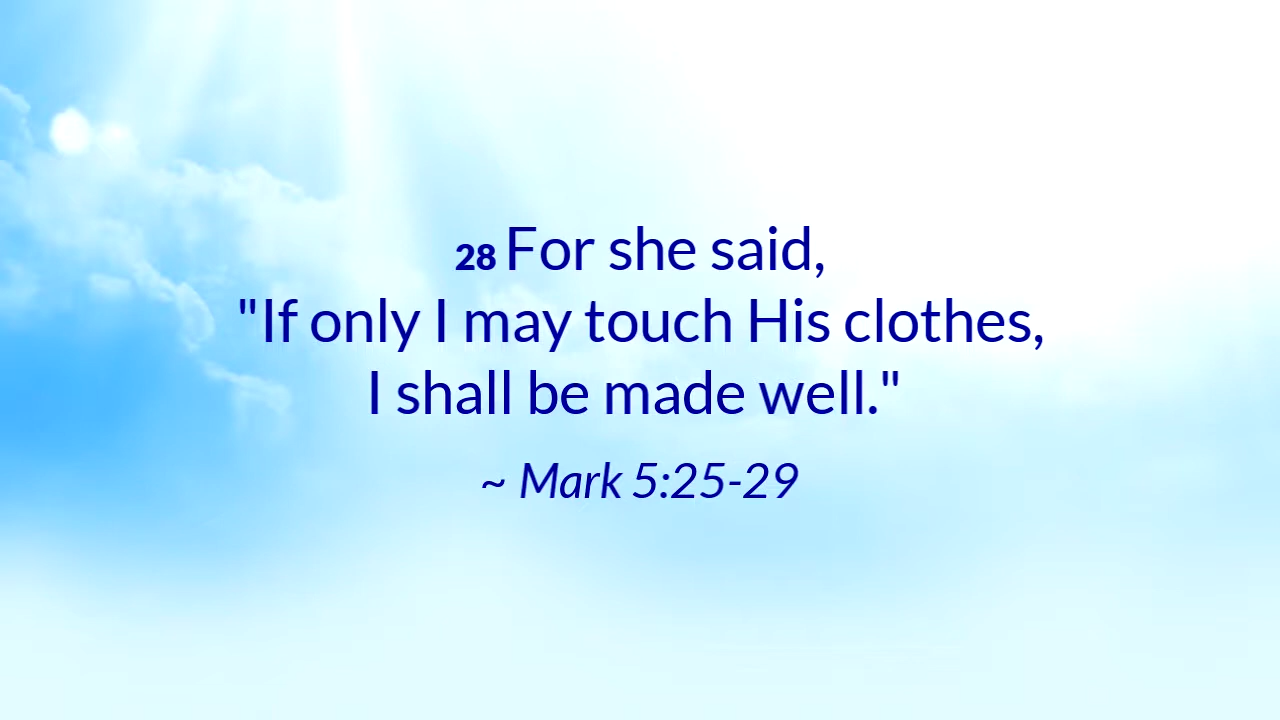 28 For she said,
"If only I may touch His clothes,
I shall be made well."
~ Mark 5:25-29